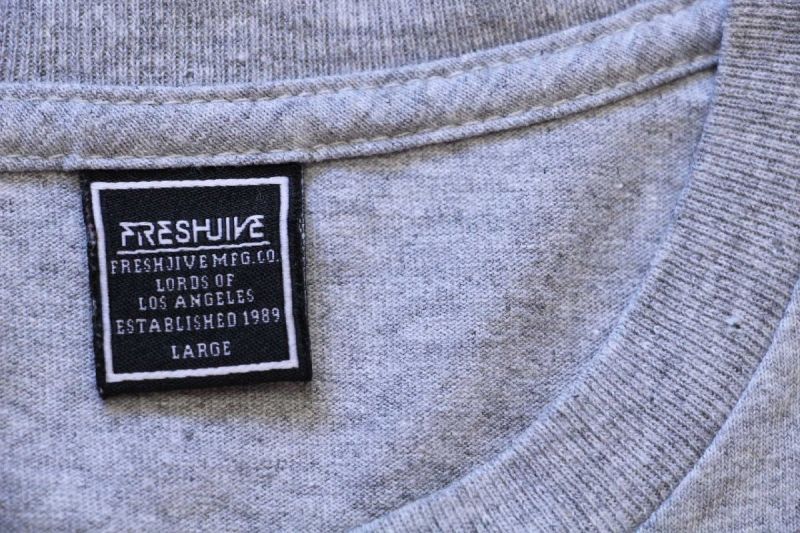 FRESHJIVE
FRESHJIVE MFG. CO.
LORDS OF
LOS ANGELES
ESTABLISHED 1989
LARGE